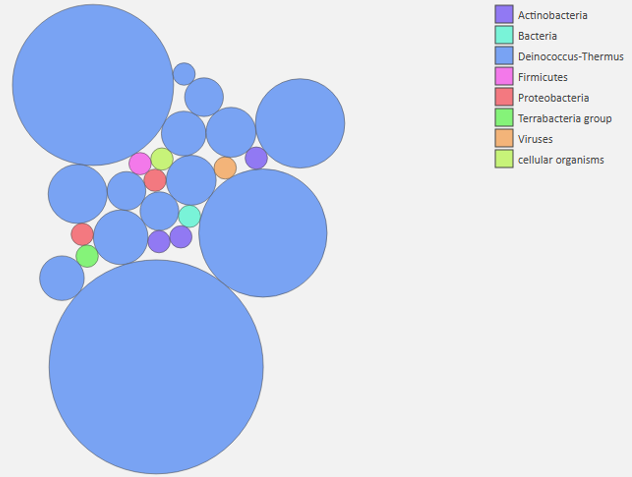 Actinobacteria
Bacteria
Deinococcus-Thermus
Firmicutes
Proteobacteria
Terrabacteria group
Viruses
cellular organisms